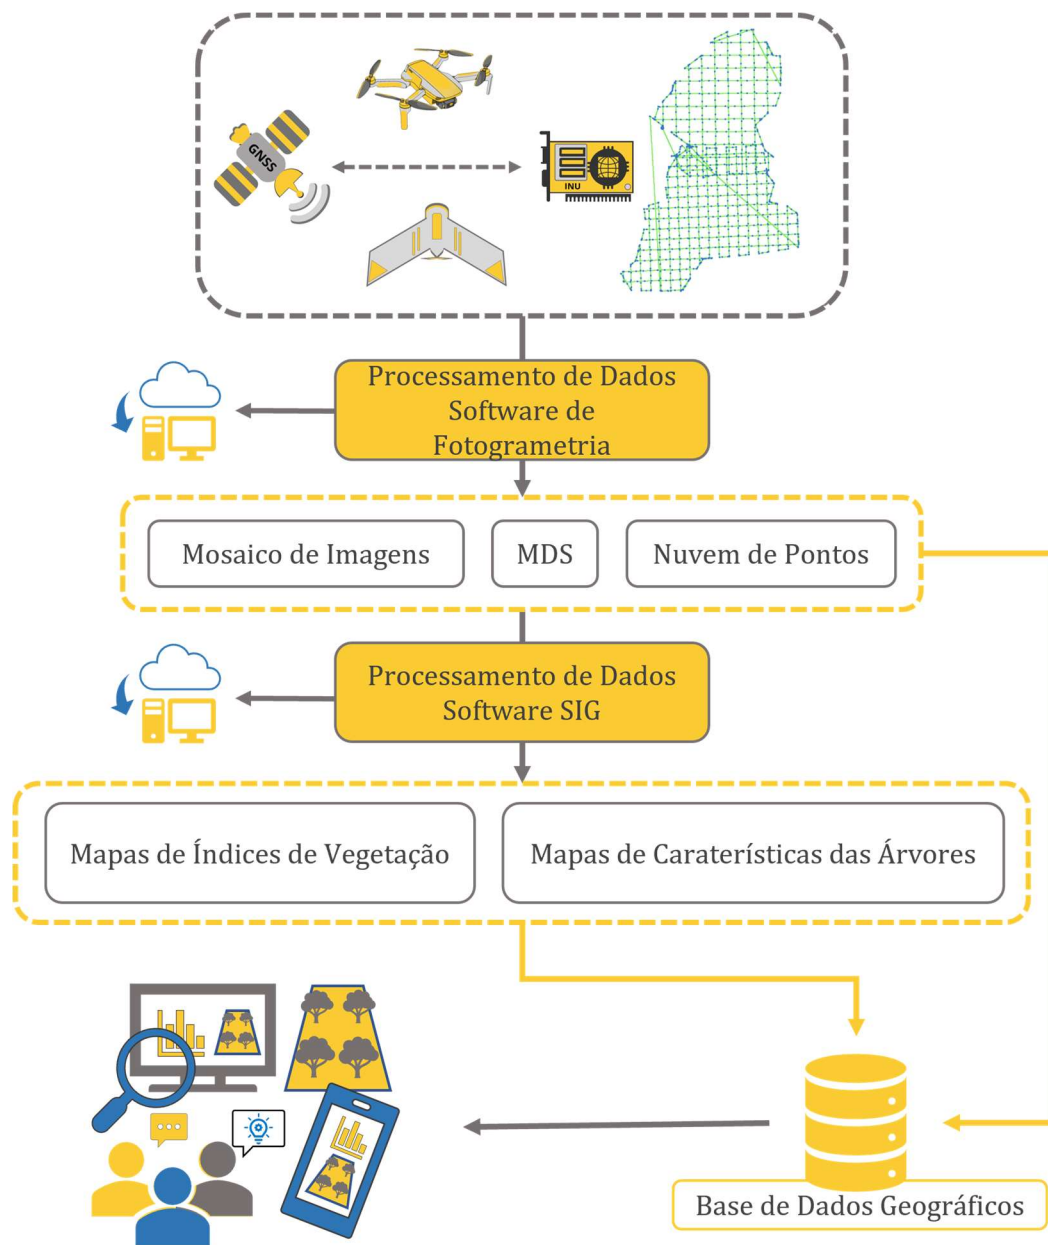 GNSS
INU
Processamento de Dados
Software de
Fotogrametria
Mosaico de Imagens
MDS
Nuvem de Pontos
Processamento de Dados
Software SIG
Mapas de Índices de Vegetação
Mapas de Caraterísticas das Árvores
Base de Dados Geográficos